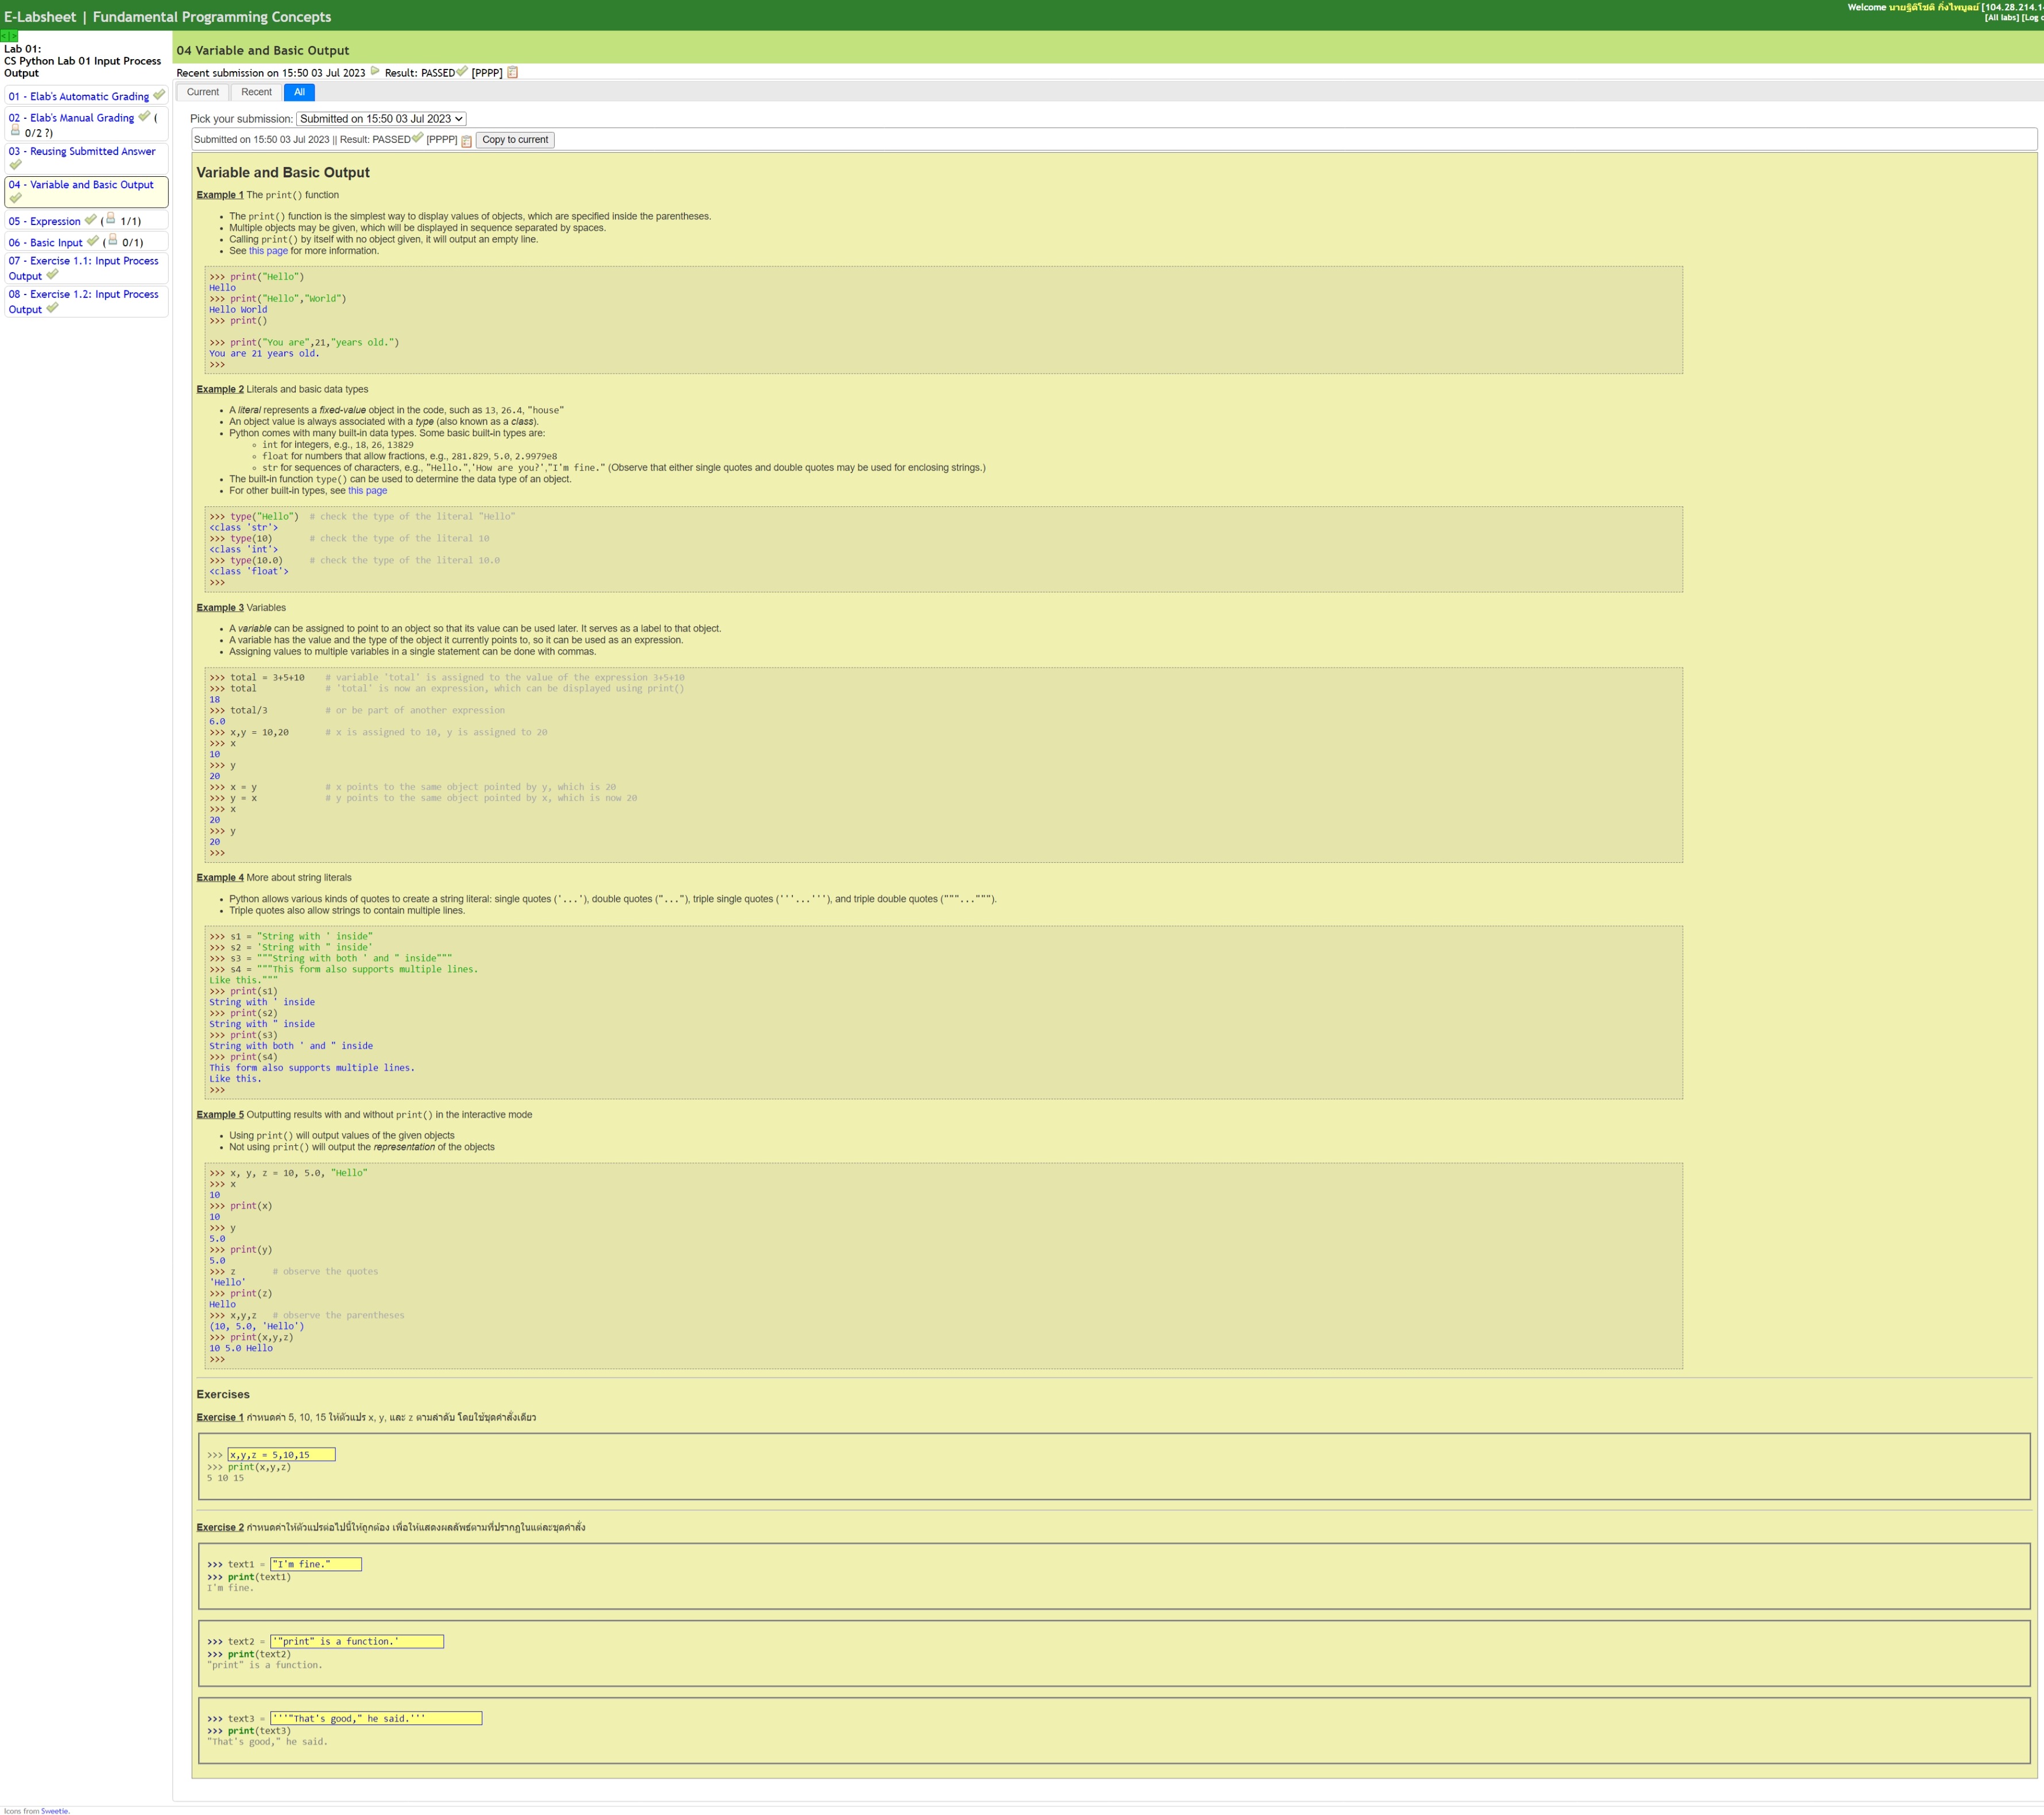 E-Labsheet | Fundamental Programming Concepts
Welcome นายฐิติโชติ กิ่งไพบูลย์ [104.28.214.1
[All labs] [Log
<|>
Lab 01:
CS Python Lab 01 Input Process
Output
01 - Elab's Automatic Grading
02 - Elab's Manual Grading (
0/2 ?)
03 - Reusing Submitted Answer
04 - Variable and Basic Output
05 - Expression ( 1/1)
06 - Basic Input ( 0/1)
07 - Exercise 1.1: Input Process
Output
08 - Exercise 1.2: Input Process
Output
04 Variable and Basic Output
Recent submission on 15:50 03 Jul 2023 Result: PASSED [PPPP]
Current Recent All
Pick your submission: Submitted on 15:50 03 Jul 2023
Submitted on 15:50 03 Jul 2023 || Result: PASSED [PPPP] Copy to current
Variable and Basic Output
Example 1 The print() function
• The print() function is the simplest way to display values of objects, which are specified inside the parentheses.
• Multiple objects may be given, which will be displayed in sequence separated by spaces.
• Calling print() by itself with no object given, it will output an empty line.
• See this page for more information.
>>> print("Hello")
Hello
>>> print("Hello","World")
Hello World
>>> print()
>>> print("You are",21,"years old.")
You are 21 years old.
>>>
Example 2 Literals and basic data types
• A literal represents a fixed-value object in the code, such as 13, 26.4, "house"
• An object value is always associated with a type (also known as a class).
• Python comes with many built-in data types. Some basic built-in types are:
◦ int for integers, e.g., 18, 26, 13829
◦ float for numbers that allow fractions, e.g., 281.829, 5.0, 2.9979e8
◦ str for sequences of characters, e.g., "Hello.",'How are you?',"I'm fine." (Observe that either single quotes and double quotes may be used for enclosing strings.)
• The built-in function type() can be used to determine the data type of an object.
• For other built-in types, see this page
>>> type("Hello")  # check the type of the literal "Hello"
<class 'str'>
>>> type(10)       # check the type of the literal 10
<class 'int'>
>>> type(10.0)     # check the type of the literal 10.0
<class 'float'>
>>>
Example 3 Variables
• A variable can be assigned to point to an object so that its value can be used later. It serves as a label to that object.
• A variable has the value and the type of the object it currently points to, so it can be used as an expression.
• Assigning values to multiple variables in a single statement can be done with commas.
>>> total = 3+5+10    # variable 'total' is assigned to the value of the expression 3+5+10
>>> total             # 'total' is now an expression, which can be displayed using print()
18
>>> total/3           # or be part of another expression
6.0
>>> x,y = 10,20       # x is assigned to 10, y is assigned to 20
>>> x
10
>>> y
20
>>> x = y             # x points to the same object pointed by y, which is 20
>>> y = x             # y points to the same object pointed by x, which is now 20
>>> x
20
>>> y
20
>>>
Example 4 More about string literals
• Python allows various kinds of quotes to create a string literal: single quotes ('...'), double quotes ("..."), triple single quotes ('''...'''), and triple double quotes ("""...""").
• Triple quotes also allow strings to contain multiple lines.
>>> s1 = "String with ' inside"
>>> s2 = 'String with " inside'
>>> s3 = """String with both ' and " inside"""
>>> s4 = """This form also supports multiple lines.
Like this."""
>>> print(s1)
String with ' inside
>>> print(s2)
String with " inside
>>> print(s3)
String with both ' and " inside
>>> print(s4)
This form also supports multiple lines.
Like this.
>>>
Example 5 Outputting results with and without print() in the interactive mode
• Using print() will output values of the given objects
• Not using print() will output the representation of the objects
>>> x, y, z = 10, 5.0, "Hello"
>>> x
10
>>> print(x)
10
>>> y
5.0
>>> print(y)
5.0
>>> z       # observe the quotes
'Hello'
>>> print(z)
Hello
>>> x,y,z   # observe the parentheses
(10, 5.0, 'Hello')
>>> print(x,y,z)
10 5.0 Hello
>>>
Exercises
Exercise 1 กำหนดค่า 5, 10, 15 ให้ตัวแปร x, y, และ z ตามลำดับ โดยใช้ชุดคำสั่งเดียว
>>> x,y,z = 5,10,15
>>> print(x,y,z)
5 10 15
Exercise 2 กำหนดค่าให้ตัวแปรต่อไปนี้ให้ถูกต้อง เพื่อให้แสดงผลลัพธ์ตามที่ปรากฏในแต่ละชุดคำสั่ง
>>> text1 = "I'm fine."
>>> print(text1)
I'm fine.
>>> text2 = '"print" is a function.'
>>> print(text2)
"print" is a function.
>>> text3 = '''"That's good," he said.'''
>>> print(text3)
"That's good," he said.
Icons from Sweetie.